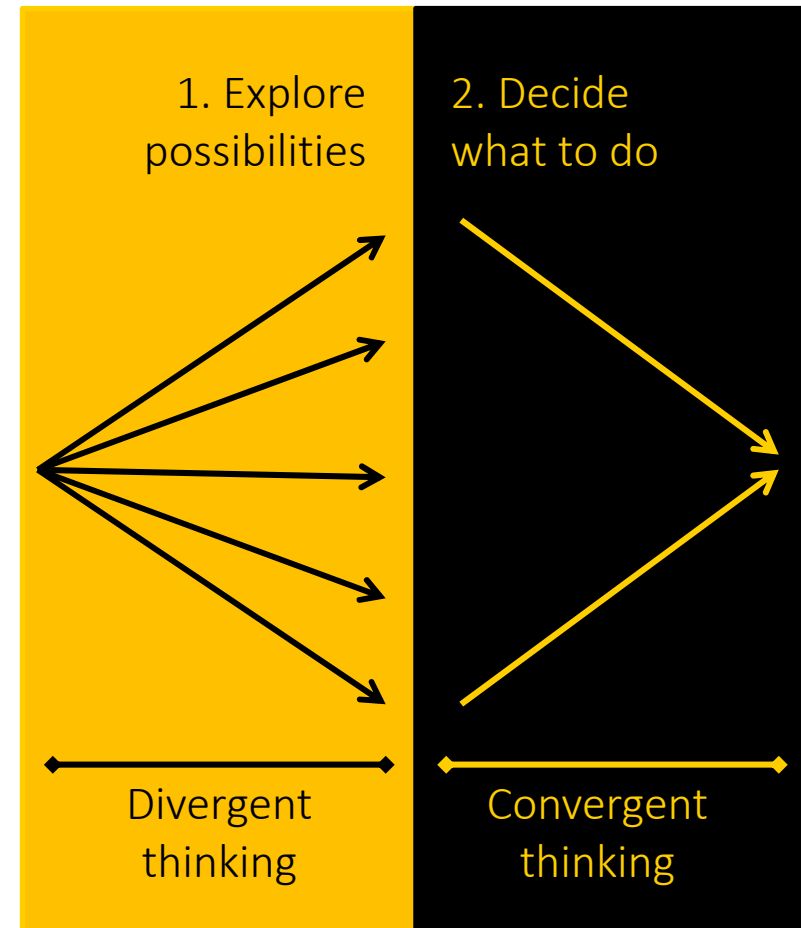 1. Explore
possibilities
2. Decide
what to do
Divergent
thinking
Convergent
thinking